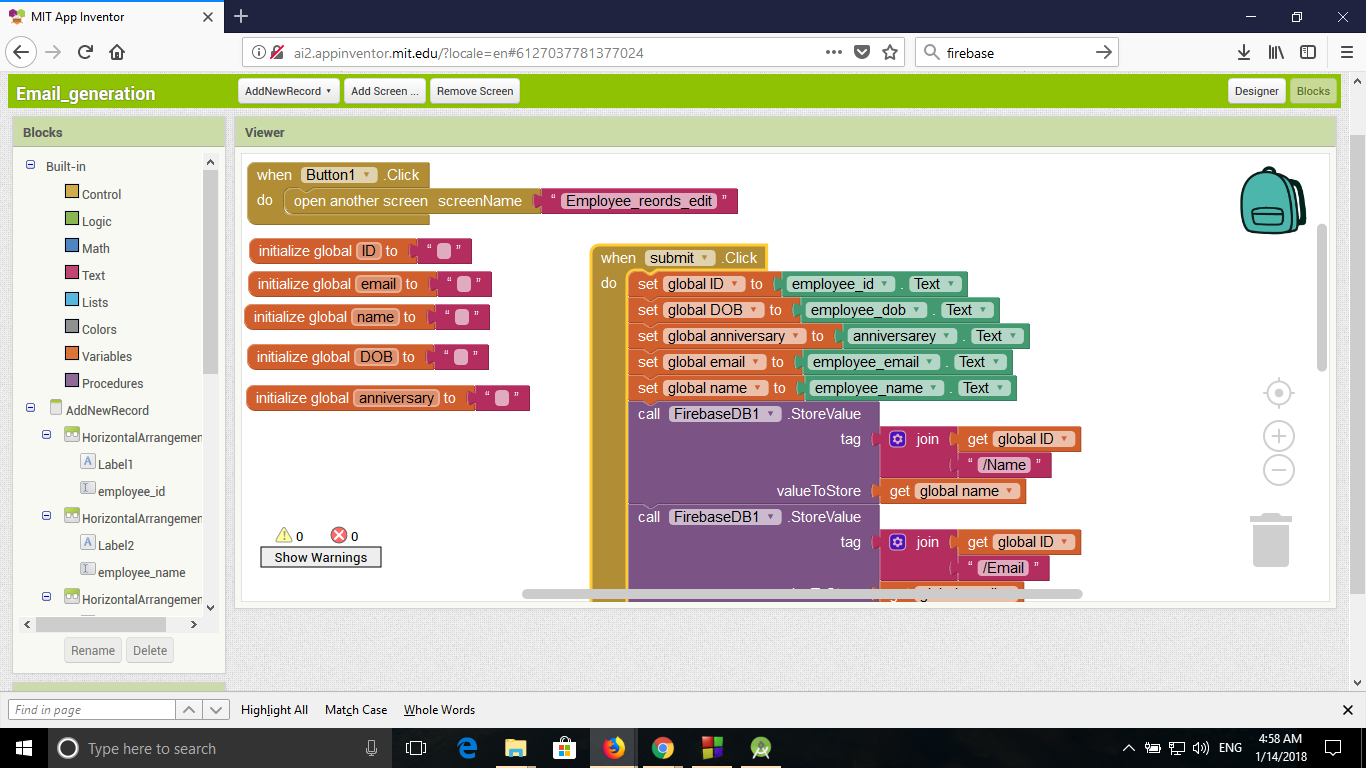 MIT App Inventor
ai2.appinventor.mit.edu/?locale=en#6127037781377024
firebase
Email_generation
AddNewRecord
Add Screen ...
Remove Screen
Designer
Blocks
Blocks
Viewer
Built-in
Control
Logic
Math
Text
Lists
Colors
Variables
Procedures
AddNewRecord
HorizontalArrangemen
Label1
employee_id
HorizontalArrangemen
Label2
employee_name
HorizontalArrangemen
Rename
Delete
when Button1 .Click
do open another screen screenName “ Employee_reords_edit ”
initialize global ID to “ ”
initialize global email to “ ”
initialize global name to “ ”
initialize global DOB to “ ”
initialize global anniversary to “ ”
when submit .Click
do set global ID to employee_id . Text
set global DOB to employee_dob . Text
set global anniversary to anniversarey . Text
set global email to employee_email . Text
set global name to employee_name . Text
call FirebaseDB1 .StoreValue
tag join get global ID
“ /Name ”
valueToStore get global name
call FirebaseDB1 .StoreValue
tag join get global ID
“ /Email ”
0 0
Show Warnings
Find in page
Highlight All
Match Case
Whole Words
Type here to search
ENG
4:58 AM
1/14/2018